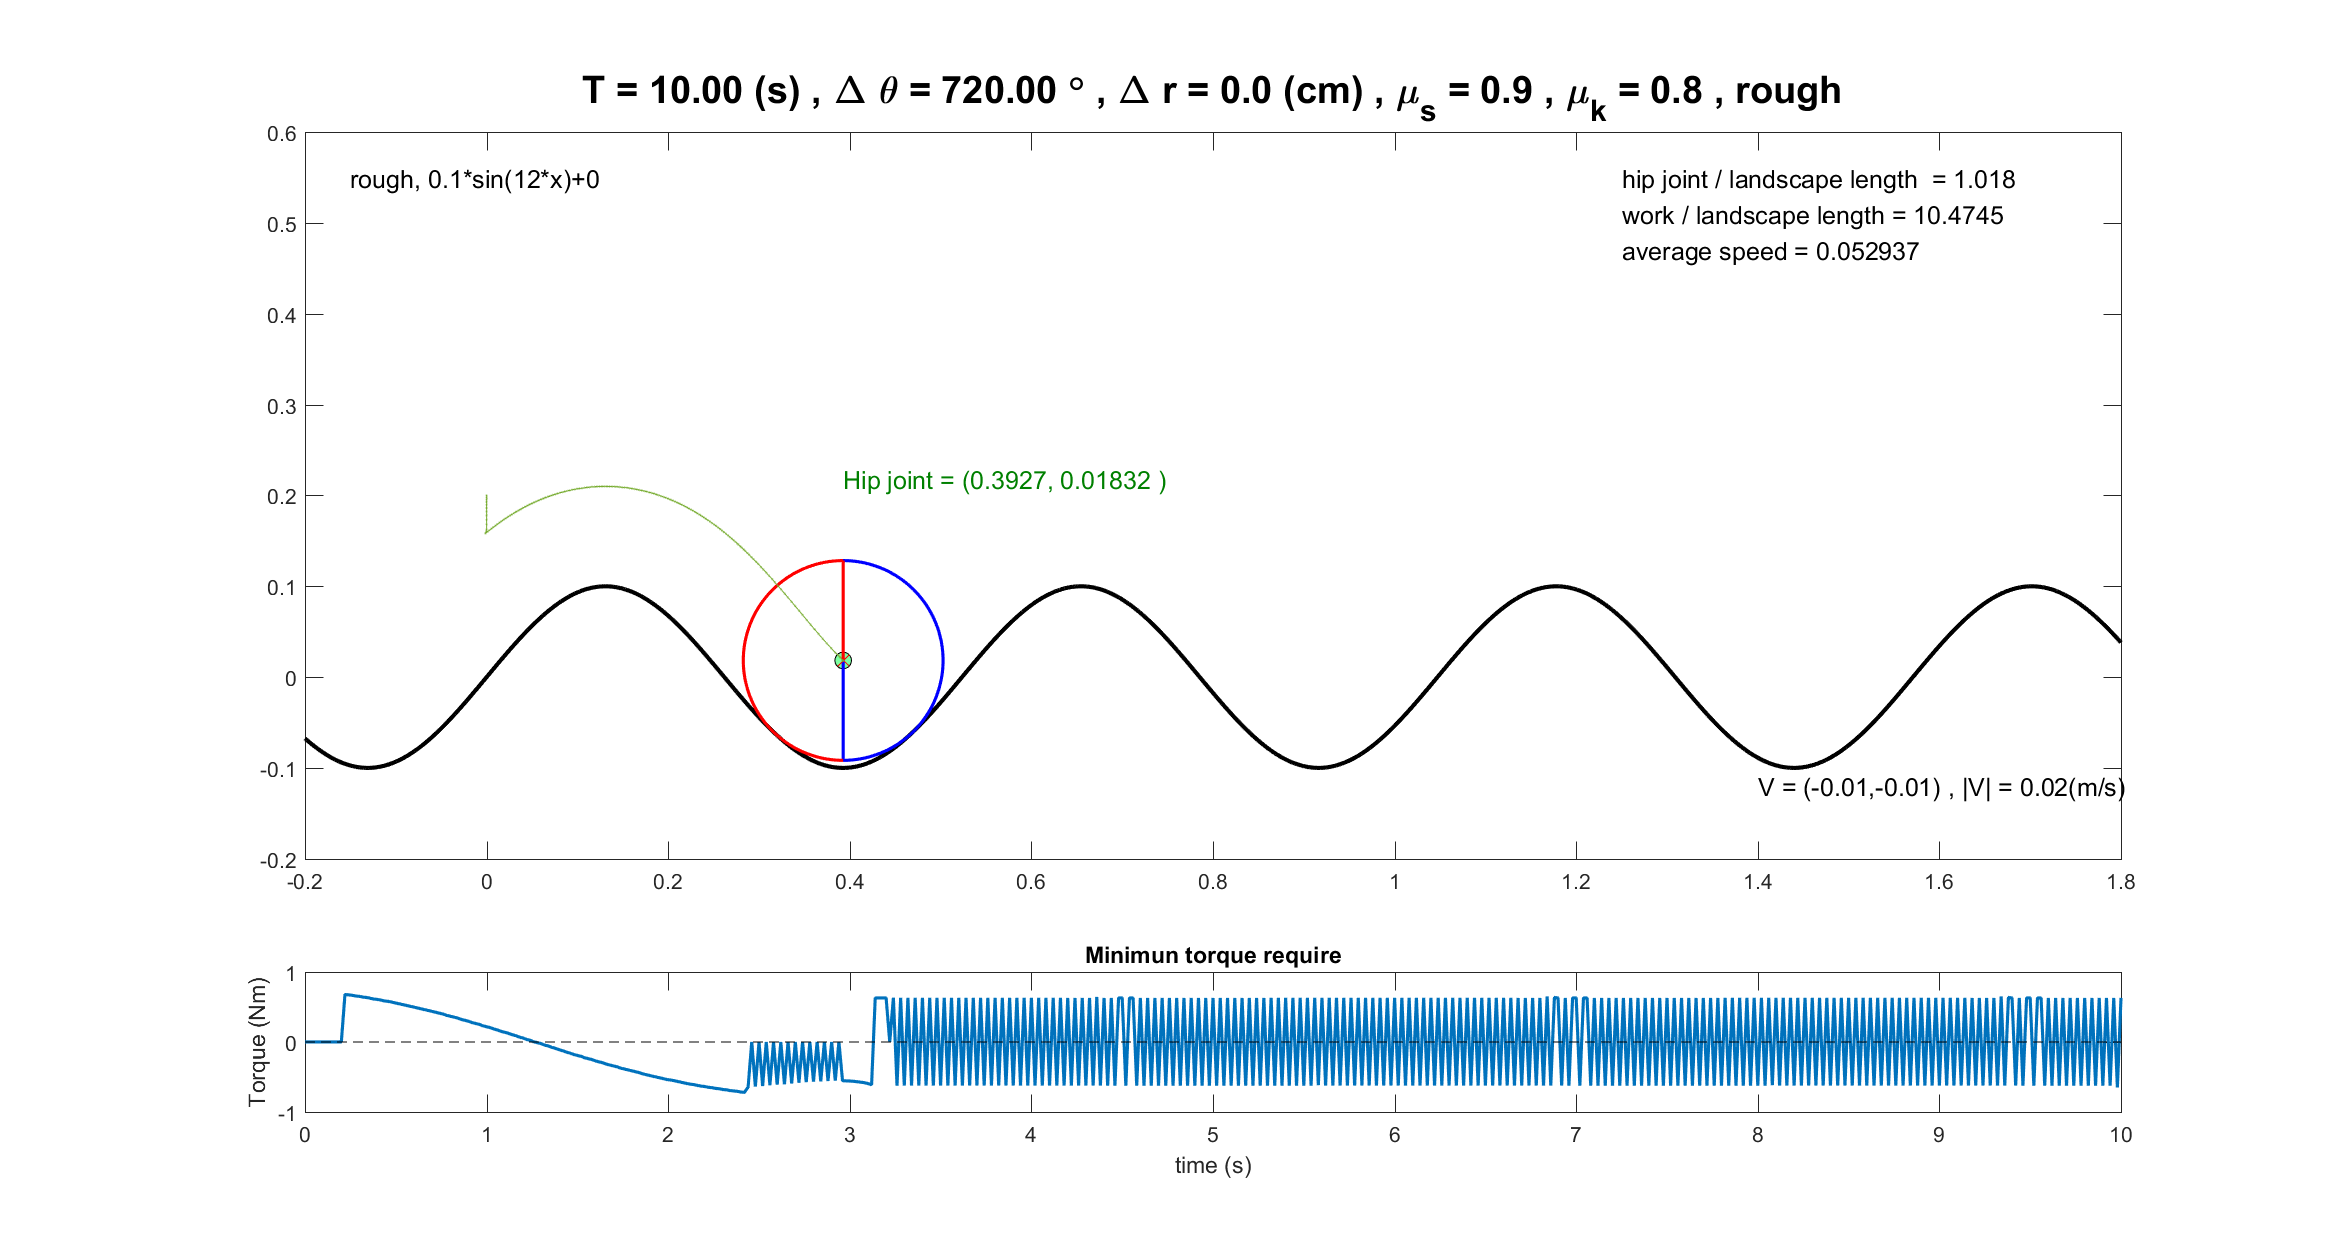 T = 10.00 (s) , Δ θ = 720.00 ° , Δ r = 0.0 (cm) , μs = 0.9 , μk = 0.8 , rough
0.6
0.5
0.4
0.3
0.2
0.1
0
-0.1
-0.2
rough, 0.1*sin(12*x)+0
hip joint / landscape length = 1.018
work / landscape length = 10.4745
average speed = 0.052937
Hip joint = (0.3927, 0.01832 )
V = (-0.01,-0.01) , |V| = 0.02(m/s)
-0.2 0 0.2 0.4 0.6 0.8 1 1.2 1.4 1.6 1.8
Minimun torque require
Torque (Nm)
1
0
-1
0 1 2 3 4 5 6 7 8 9 10
time (s)